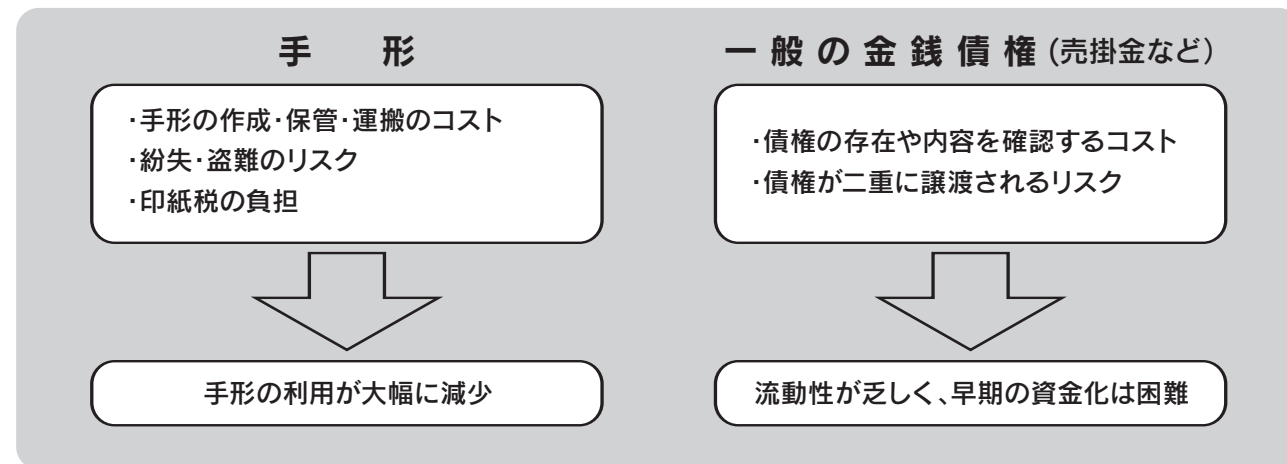 手 形
・手形の作成・保管・運搬のコスト
・紛失・盗難のリスク
・印紙税の負担
手形の利用が大幅に減少
一般の金銭債権(売掛金など)
・債権の存在や内容を確認するコスト
・債権が二重に譲渡されるリスク
流動性が乏しく、早期の資金化は困難